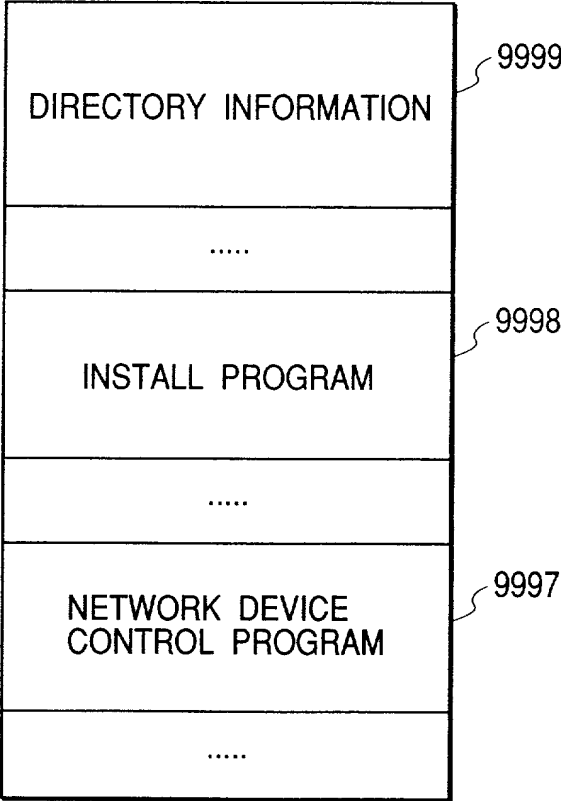 9999
DIRECTORY INFORMATION
.....
9998
INSTALL PROGRAM
.....
9997
NETWORK DEVICE
CONTROL PROGRAM
.....